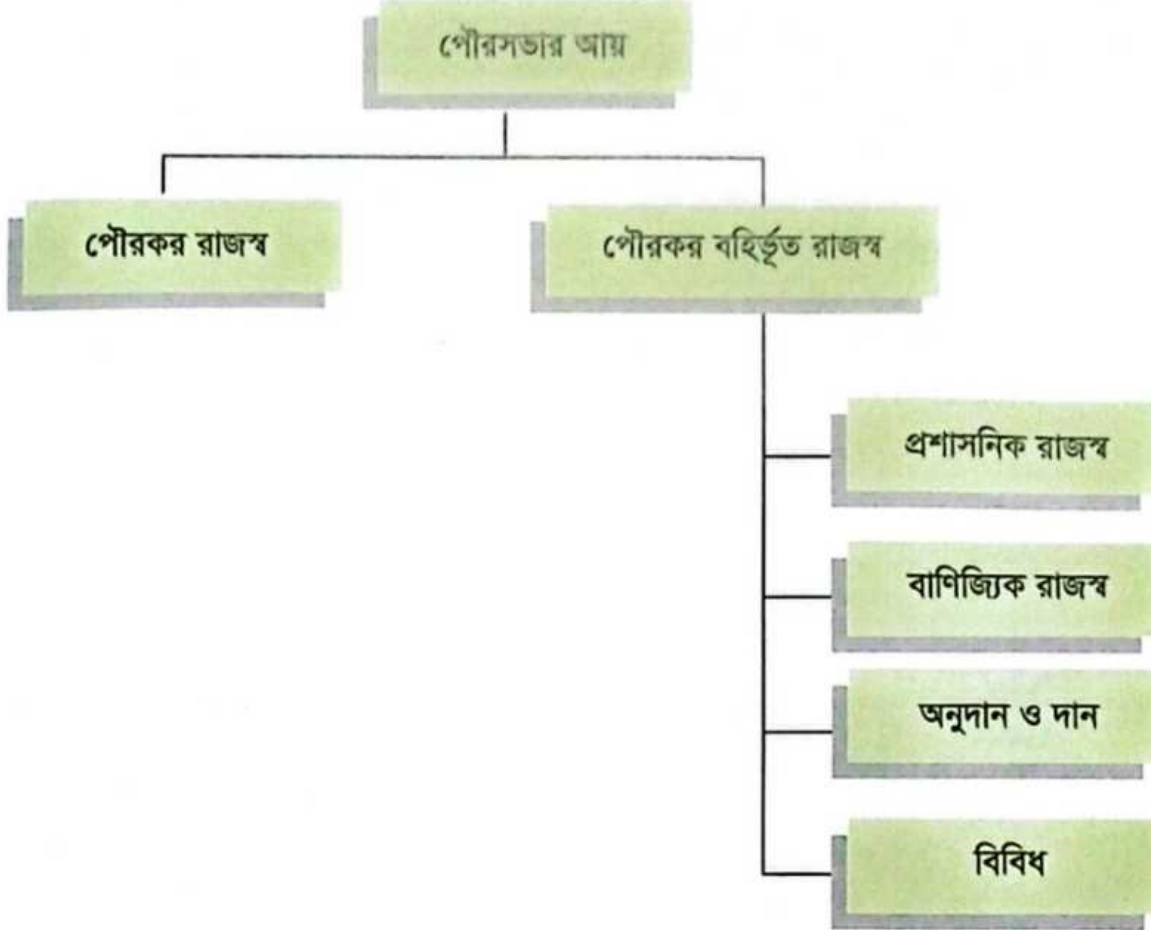 পৌরসভার আয়
পৌরকর রাজস্ব
পৌরকর বহির্ভূত রাজস্ব
প্রশাসনিক রাজস্ব
বাণিজ্যিক রাজস্ব
অনুদান ও দান
বিবিধ